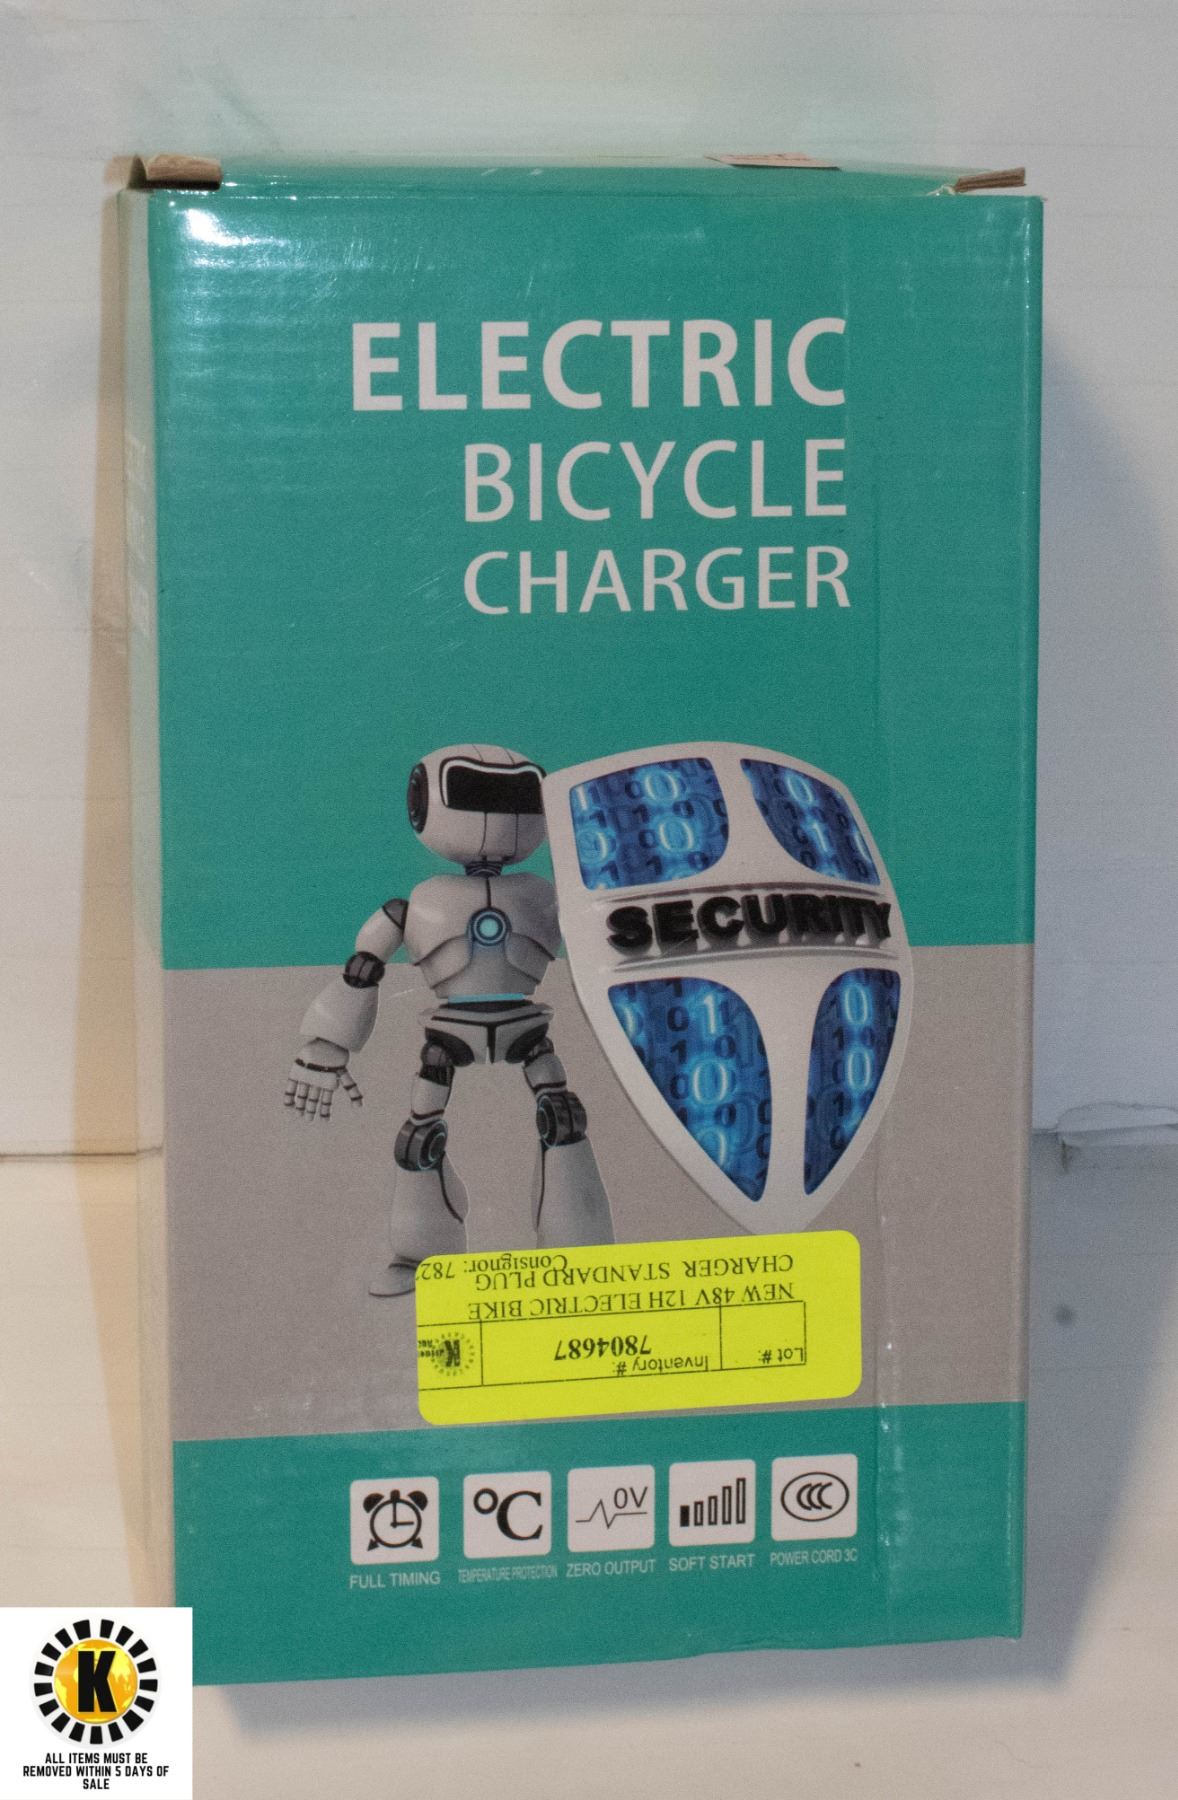 ELECTRIC
BICYCLE
CHARGER
SECURITY
Lot #:
Inventory #:
7804687
NEW 48V 12H ELECTRIC BIKE
CHARGER STANDARD PLUG
Consignor: 782
K
°C
0V
CCC
FULL TIMING
TEMPERATURE PROTECTION
ZERO OUTPUT
SOFT START
POWER CORD 3C
K
ALL ITEMS MUST BE
REMOVED WITHIN 5 DAYS OF
SALE